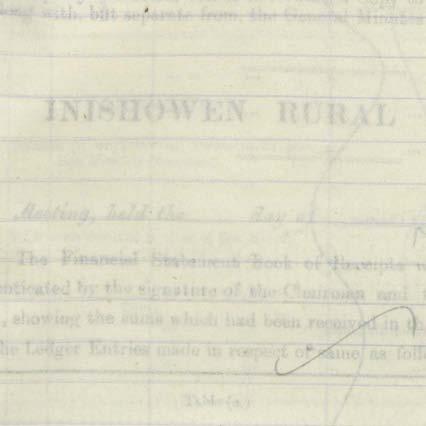 with, but separate from, the General Minutes
INISHOWEN RURAL
Meeting, held the Day of
The Financial Statement Book of Receipts
by the signature of the Chairman and
, showing the sums which had been received in
the Ledger Entries made in respect of same as